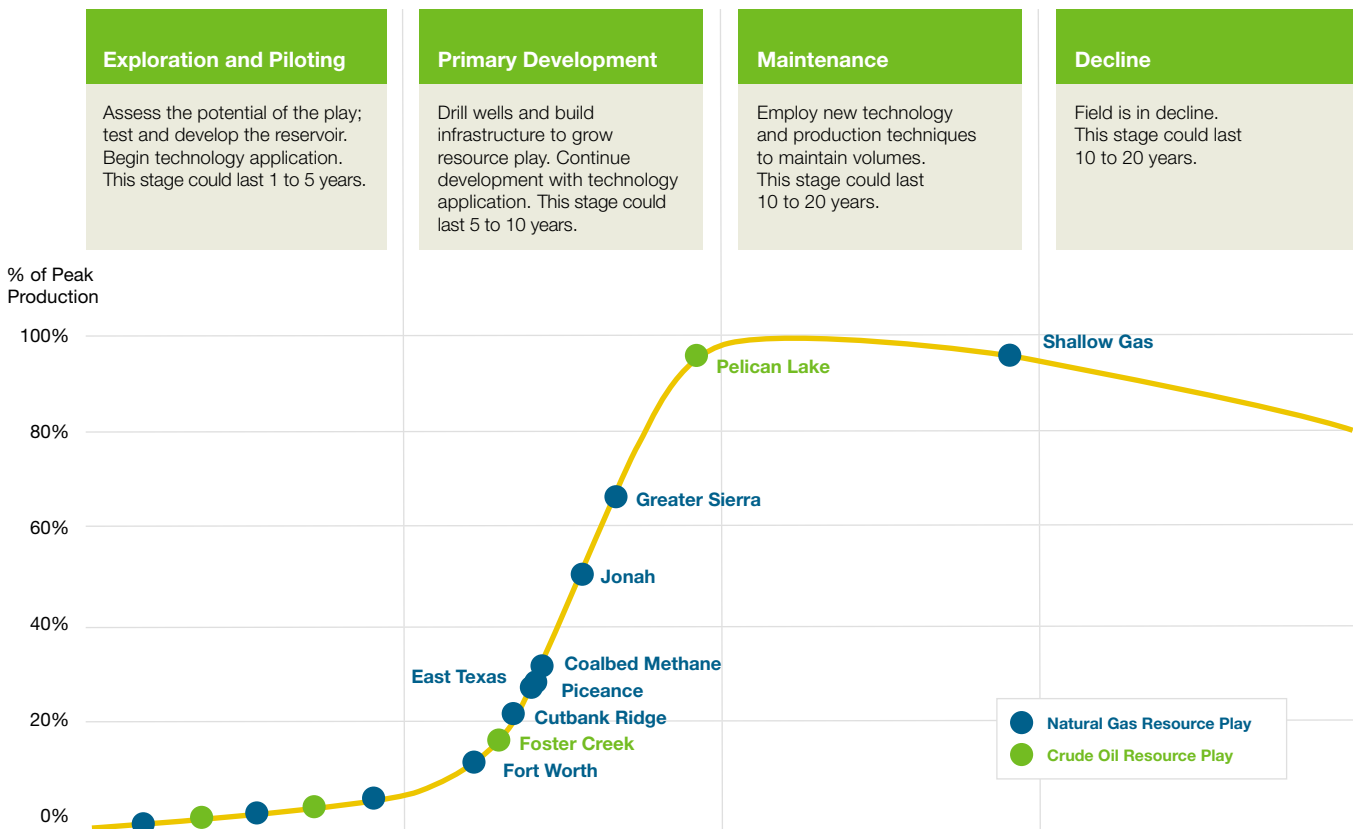 Exploration and Piloting
Assess the potential of the play;
test and develop the reservoir.
Begin technology application.
This stage could last 1 to 5 years.
Primary Development
Drill wells and build
infrastructure to grow
resource play. Continue
development with technology
application. This stage could
last 5 to 10 years.
Maintenance
Employ new technology
and production techniques
to maintain volumes.
This stage could last
10 to 20 years.
Decline
Field is in decline.
This stage could last
10 to 20 years.
% of Peak
Production
100%
80%
60%
40%
20%
0%
Shallow Gas
Pelican Lake
Greater Sierra
Jonah
Coalbed Methane
East Texas
Piceance
Cutbank Ridge
Foster Creek
Fort Worth
Natural Gas Resource Play
Crude Oil Resource Play